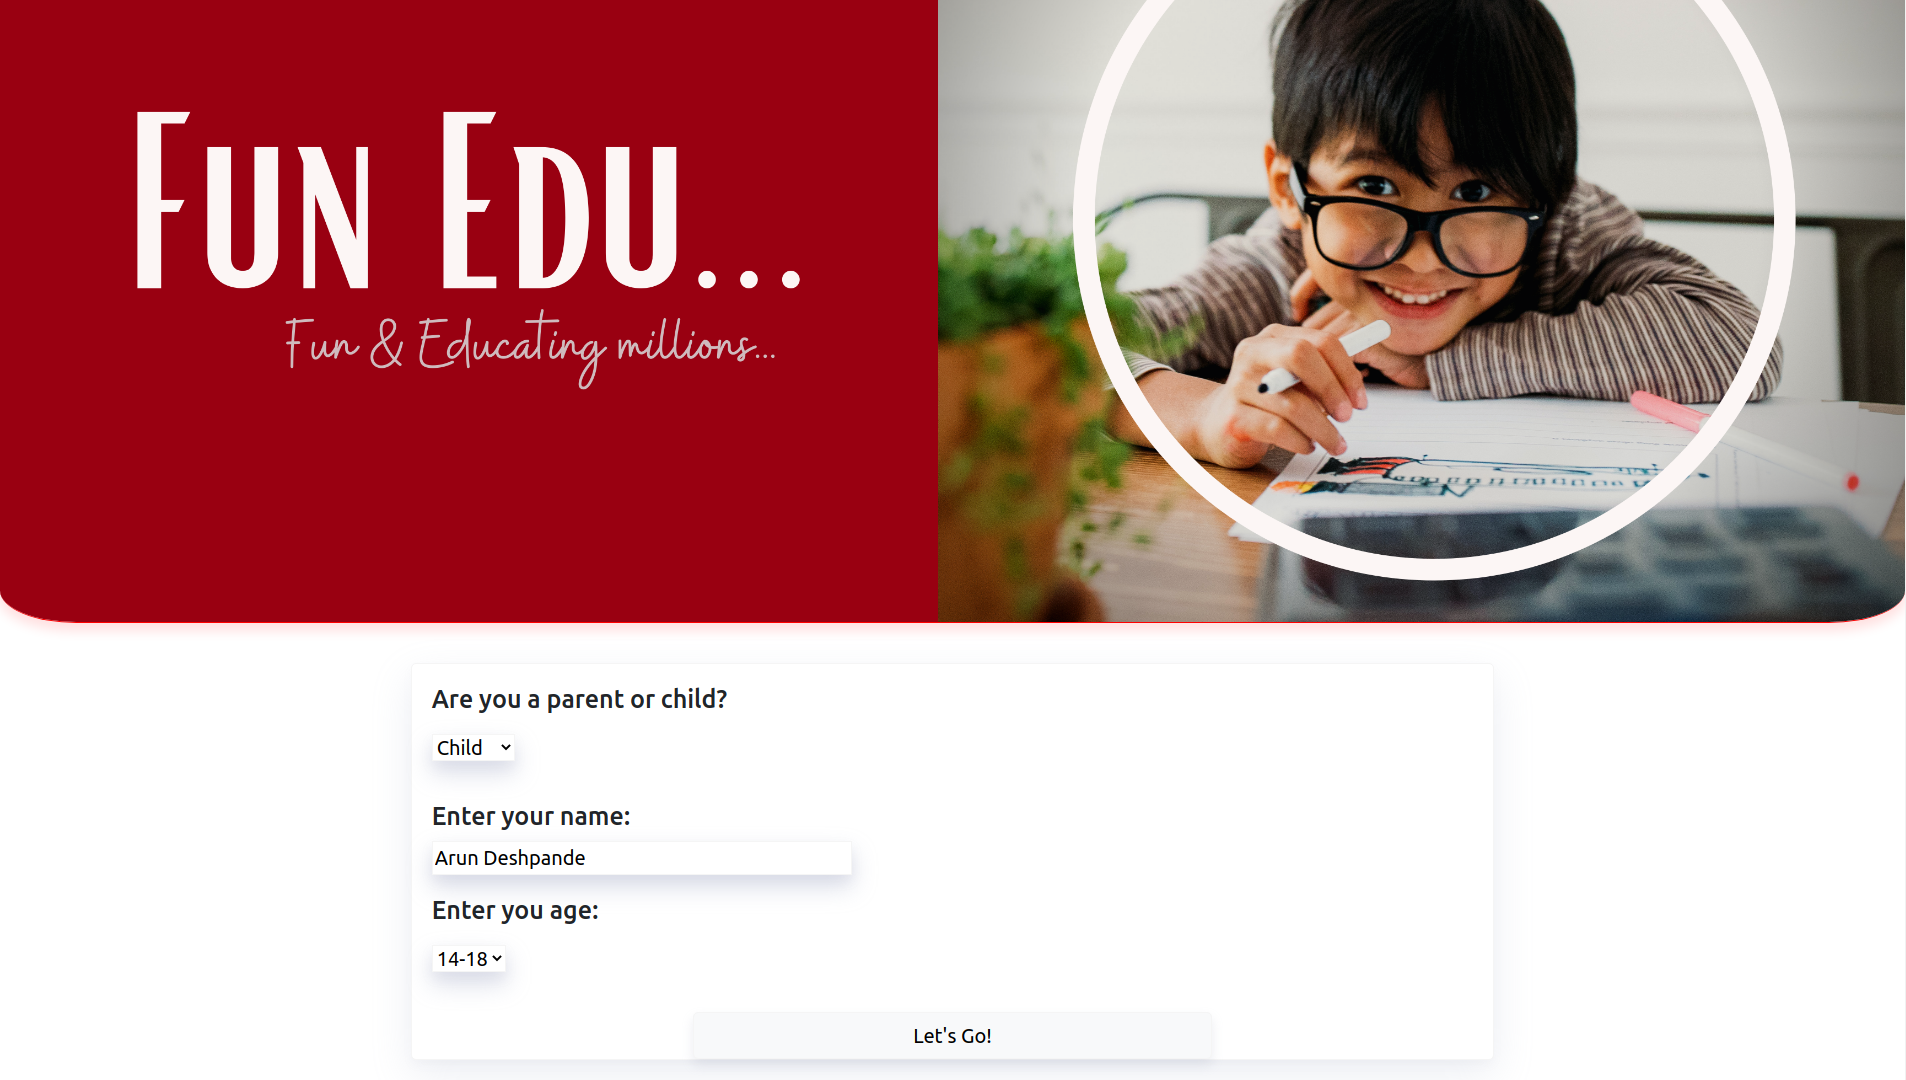 Fun Edu...
Fun & Educating millions...
Are you a parent or child?
Child
Enter your name:
Arun Deshpande
Enter you age:
14-18
Let's Go!